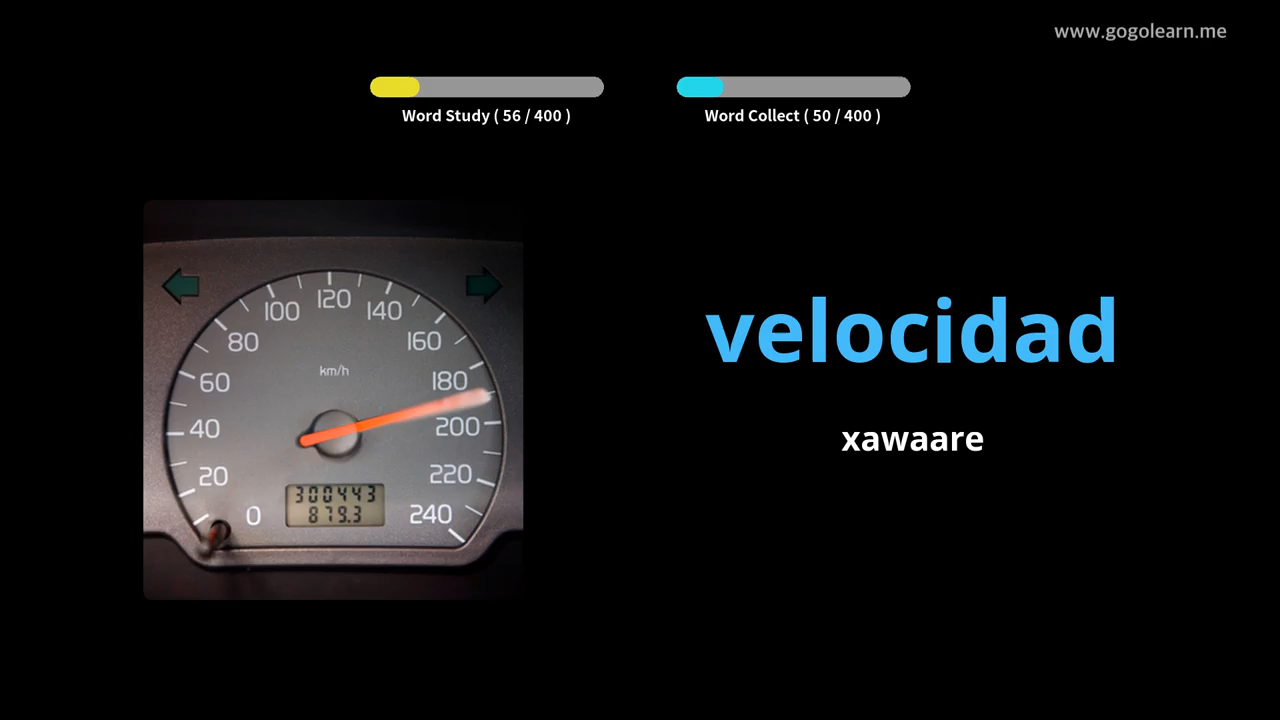 www.gogolearn.me
Word Study ( 56 / 400 )
Word Collect ( 50 / 400 )
velocidad
xawaare
120
100
140
80
160
km/h
60
180
40
200
20
220
300443
0
879.3
240